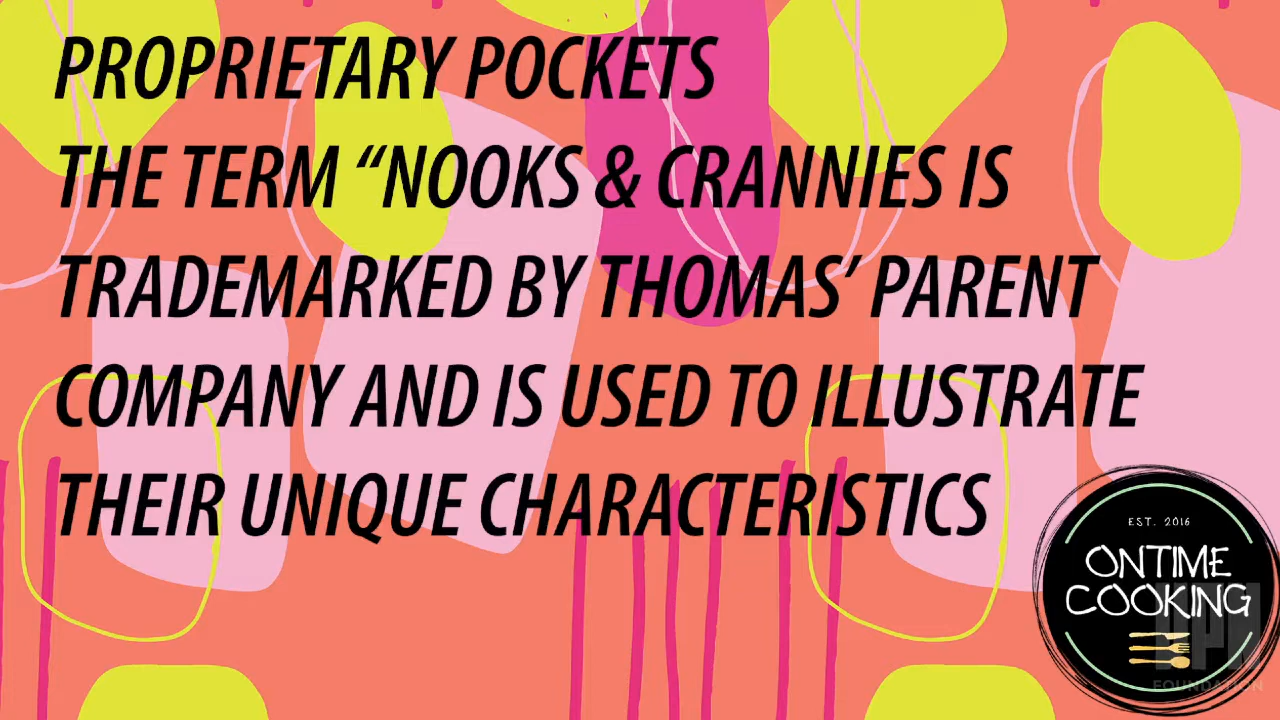 PROPRIETARY POCKETS
THE TERM “NOOKS & CRANNIES IS
TRADEMARKED BY THOMAS’ PARENT
COMPANY AND IS USED TO ILLUSTRATE
THEIR UNIQUE CHARACTERISTICS
EST. 2016
ONTIME
COOKING
FOUNDATION